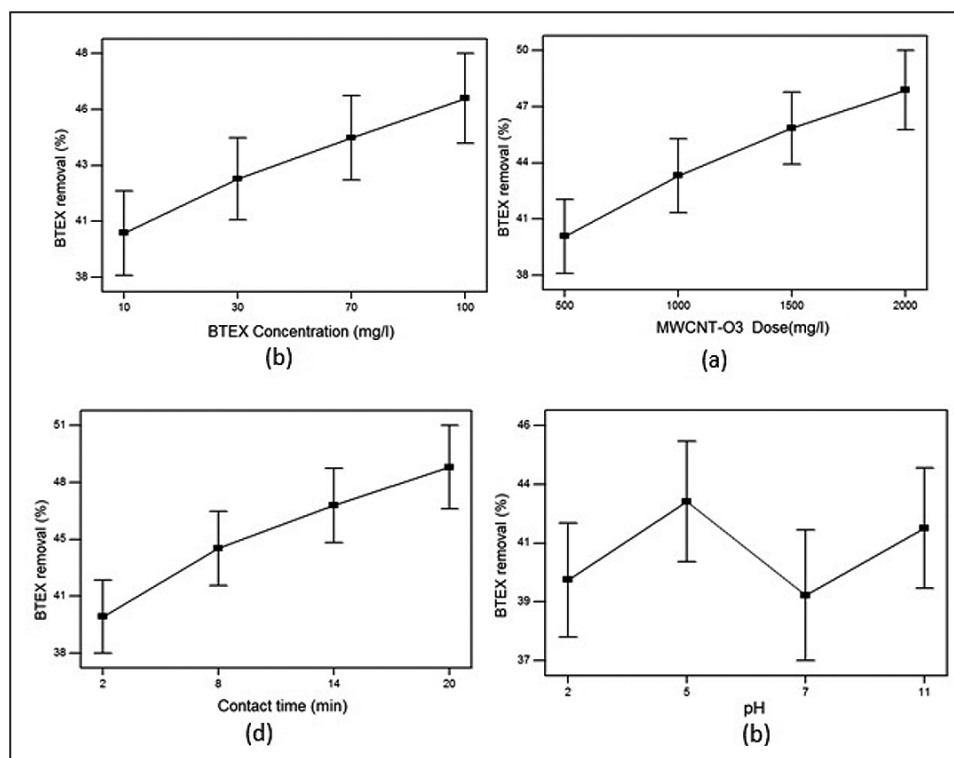 48
46
43
41
38
BTEX removal (%)
10 30 70 100
BTEX Concentration (mg/l)
(b)
50
47
44
41
38
BTEX removal (%)
500 1000 1500 2000
MWCNT-O3 Dose(mg/l)
(a)
51
48
45
41
38
BTEX removal (%)
2 8 14 20
Contact time (min)
(d)
46
44
41
39
37
BTEX removal (%)
2 5 7 11
pH
(b)